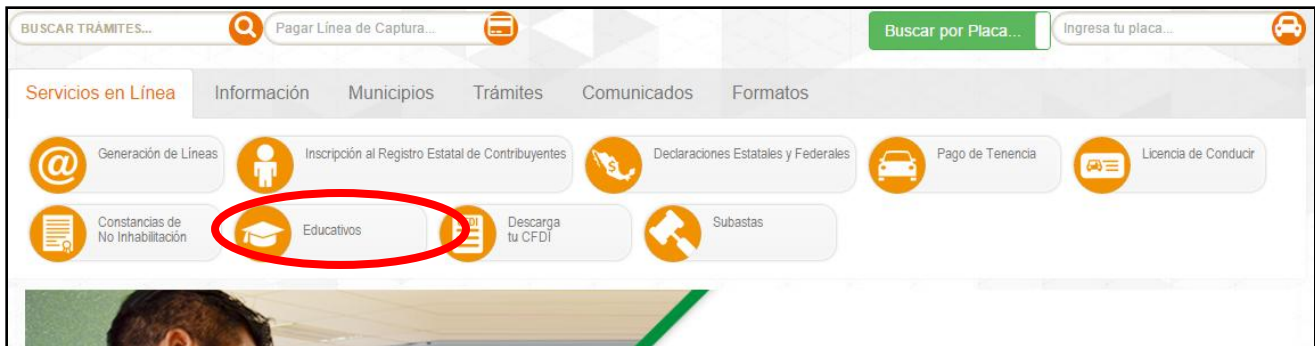 BUSCAR TRÁMITES...
Pagar Línea de Captura...
Buscar por Placa...
Ingresa tu placa...
Servicios en Línea
Información
Municipios
Trámites
Comunicados
Formatos
Generación de Líneas
Inscripción al Registro Estatal de Contribuyentes
Declaraciones Estatales y Federales
Pago de Tenencia
Licencia de Conducir
Constancias de
No Inhabilitación
Educativos
Descarga
tu CFDI
Subastas